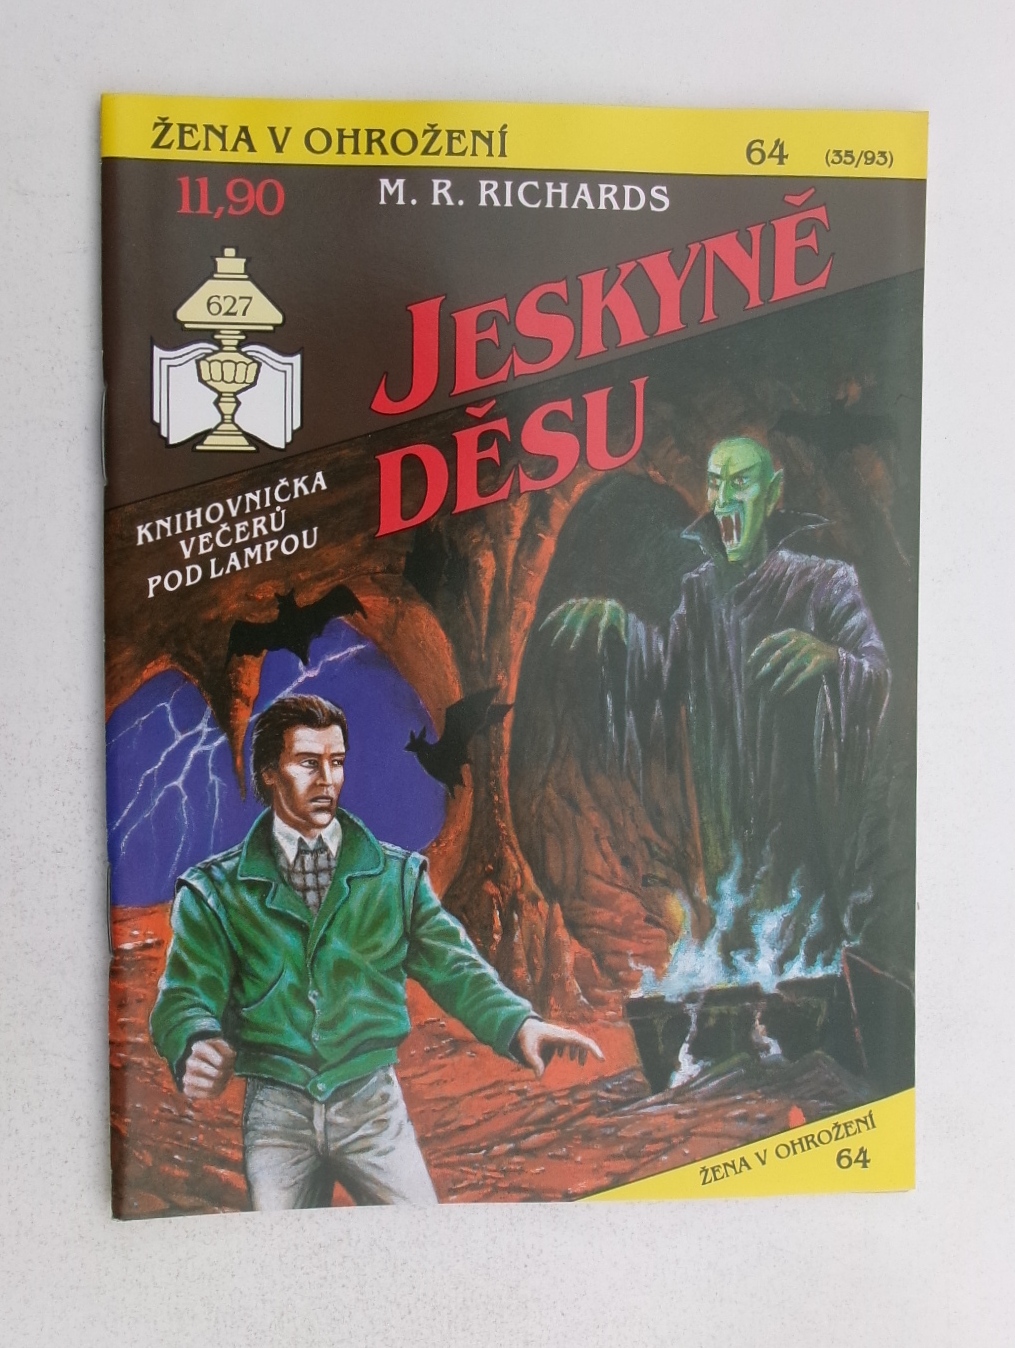 ŽENA V OHROŽENÍ
64 (35/93)
11,90
M. R. RICHARDS
JESKYNĚ
DĚSU
627
KNIHOVNIČKA
VEČERŮ
POD LAMPOU
ŽENA V OHROŽENÍ
64